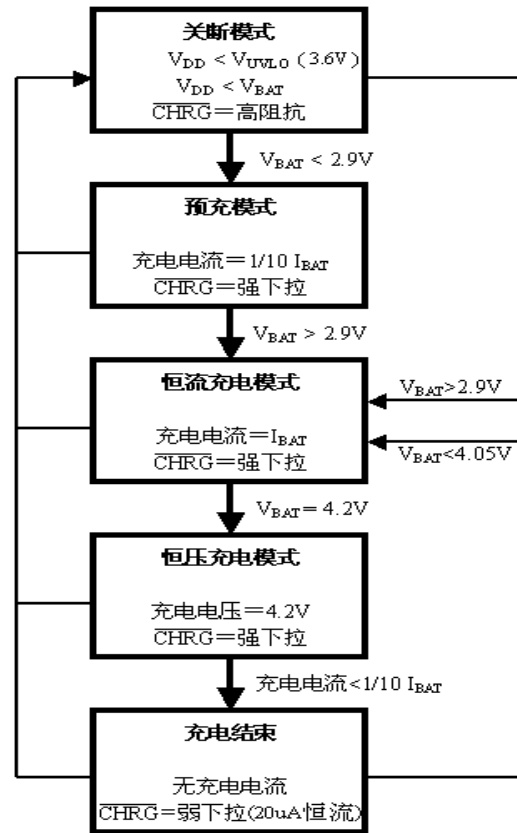 关断模式
V_DD < V_UVLO (3.6V)
V_DD < V_BAT
CHRG＝高阻抗
V_BAT < 2.9V
预充模式
充电电流＝1/10 I_BAT
CHRG＝强下拉
V_BAT > 2.9V
恒流充电模式
V_BAT>2.9V
充电电流＝I_BAT
CHRG＝强下拉
V_BAT<4.05V
V_BAT＝4.2V
恒压充电模式
充电电压＝4.2V
CHRG＝强下拉
充电电流<1/10 I_BAT
充电结束
无充电电流
CHRG＝弱下拉(20uA恒流)